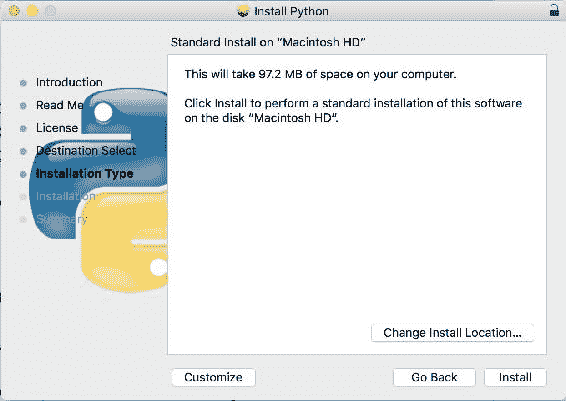 Install Python
Standard Install on “Macintosh HD”
Introduction
Read Me
License
Destination Select
Installation Type
Installation
Summary
This will take 97.2 MB of space on your computer.
Click Install to perform a standard installation of this software
on the disk “Macintosh HD”.
Change Install Location...
Customize
Go Back
Install